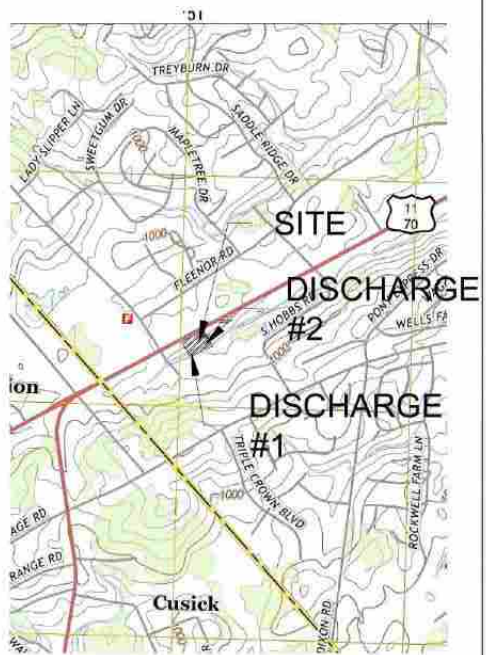 TREYBURN DR
LADY SLIPPER LN
SWEETGUM DR
MAPLETREE DR
SADDLE RIDGE DR
1000
SITE
11
70
1000
FLEENOR RD
DISCHARGE
#2
S HOBBS RD
WELLS
1000
ion
DISCHARGE
#1
TRIPLE CROWN BLVD
1000
ROCKWELL FARM LN
AGE RD
RANGE RD
Cusick
DIXON RD